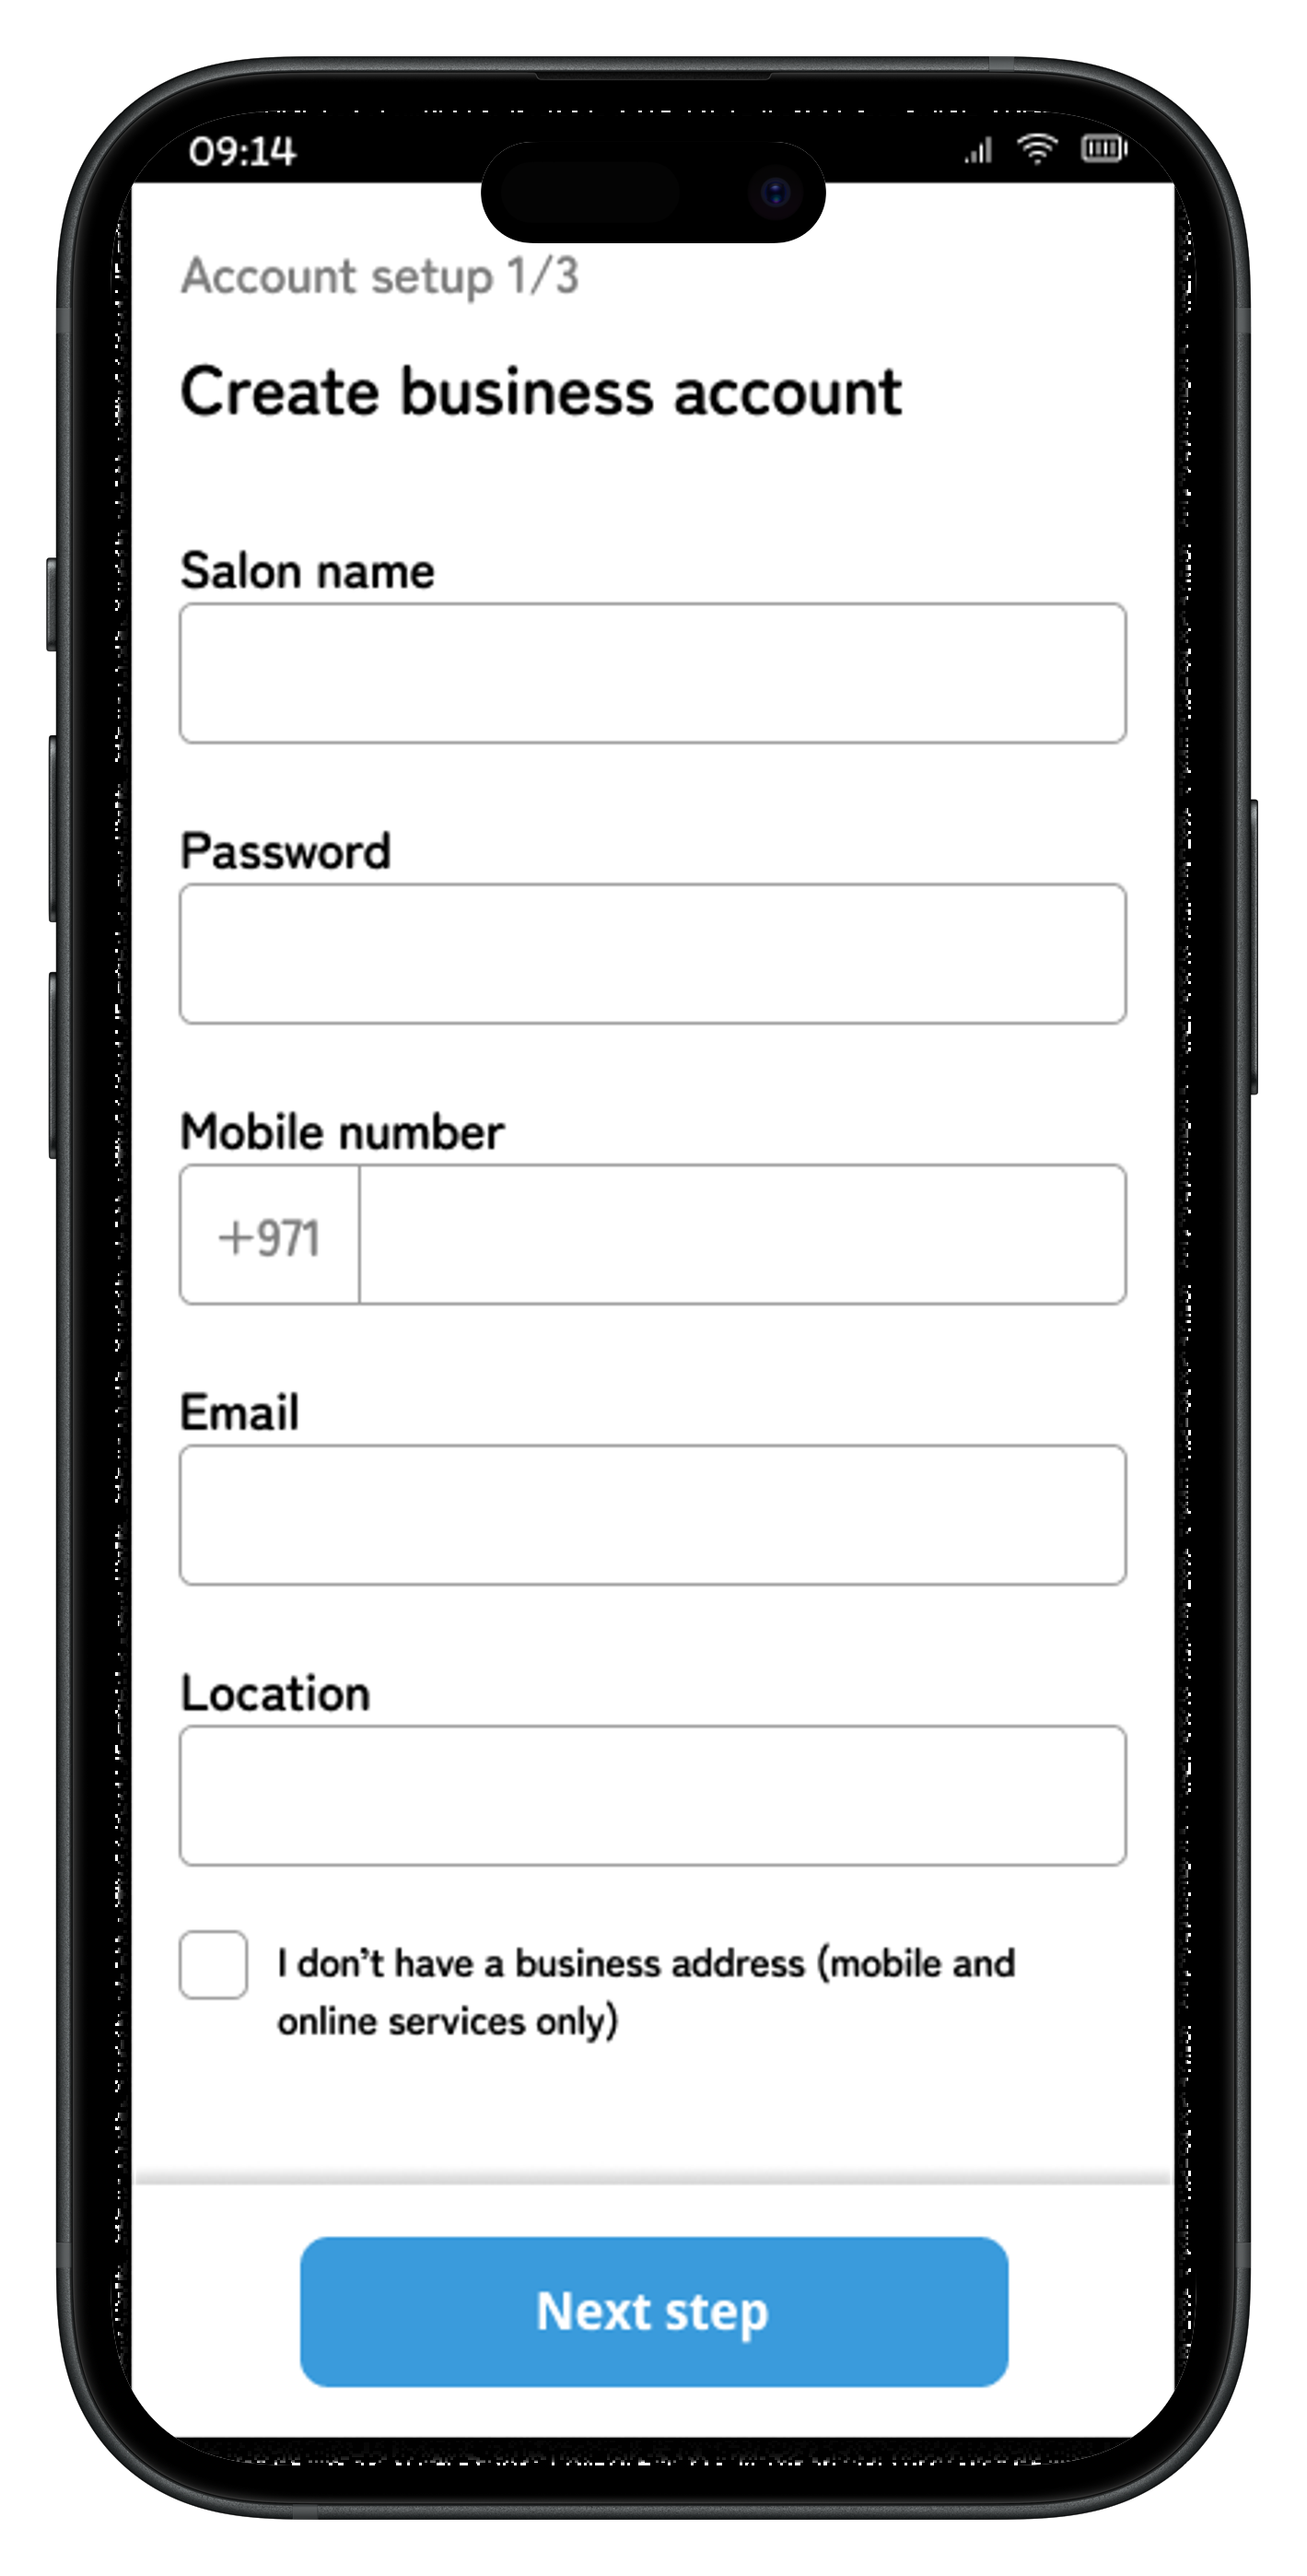 09:14
Account setup 1/3
Create business account
Salon name
Password
Mobile number
+971
Email
Location
I don’t have a business address (mobile and
online services only)
Next step